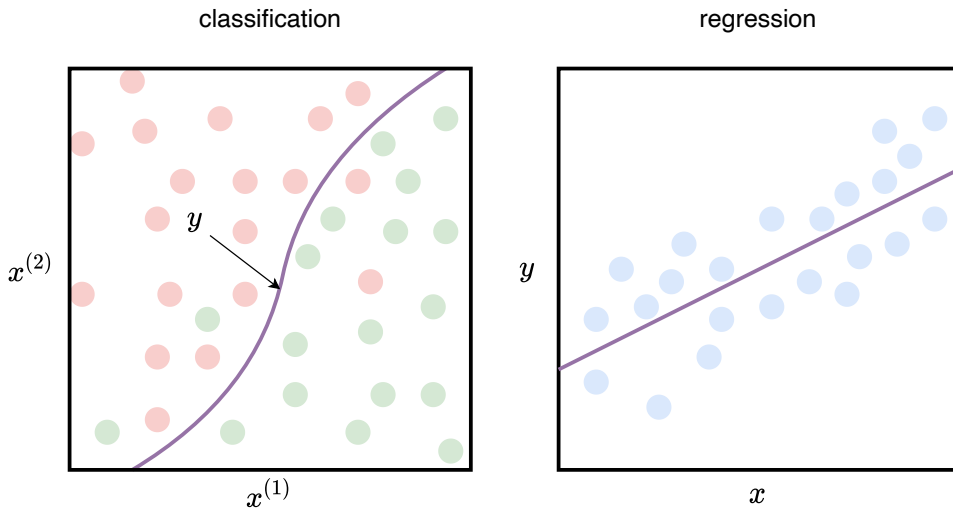 classification
regression
y
x^{(2)}
x^{(1)}
y
x